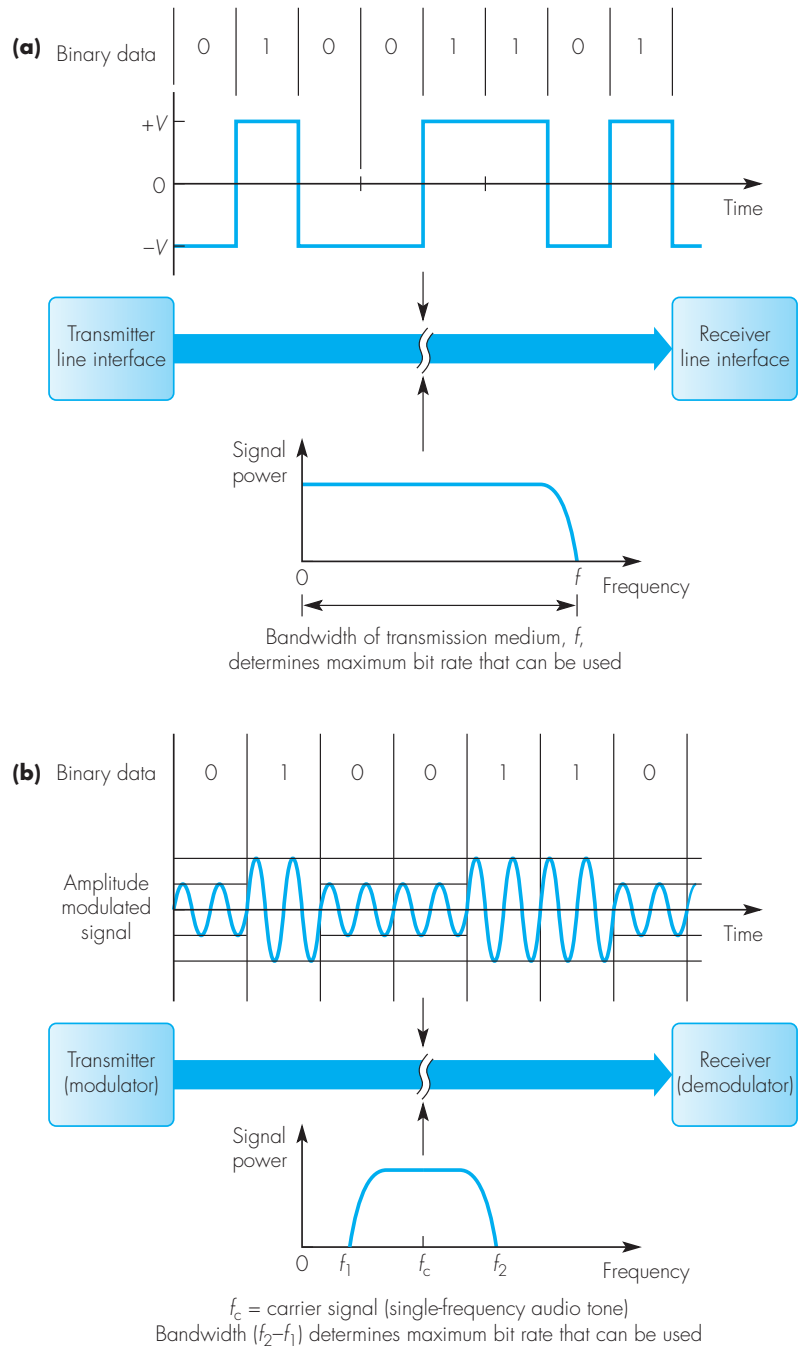 (a) Binary data 0 1 0 0 1 1 0 1
+V
0
Time
–V
Transmitter
line interface
Receiver
line interface
Signal
power
0 f Frequency
Bandwidth of transmission medium, f,
determines maximum bit rate that can be used
(b) Binary data 0 1 0 0 1 1 0
Amplitude
modulated
signal
Time
Transmitter
(modulator)
Receiver
(demodulator)
Signal
power
0 f1 fc f2 Frequency
fc = carrier signal (single-frequency audio tone)
Bandwidth (f2–f1) determines maximum bit rate that can be used